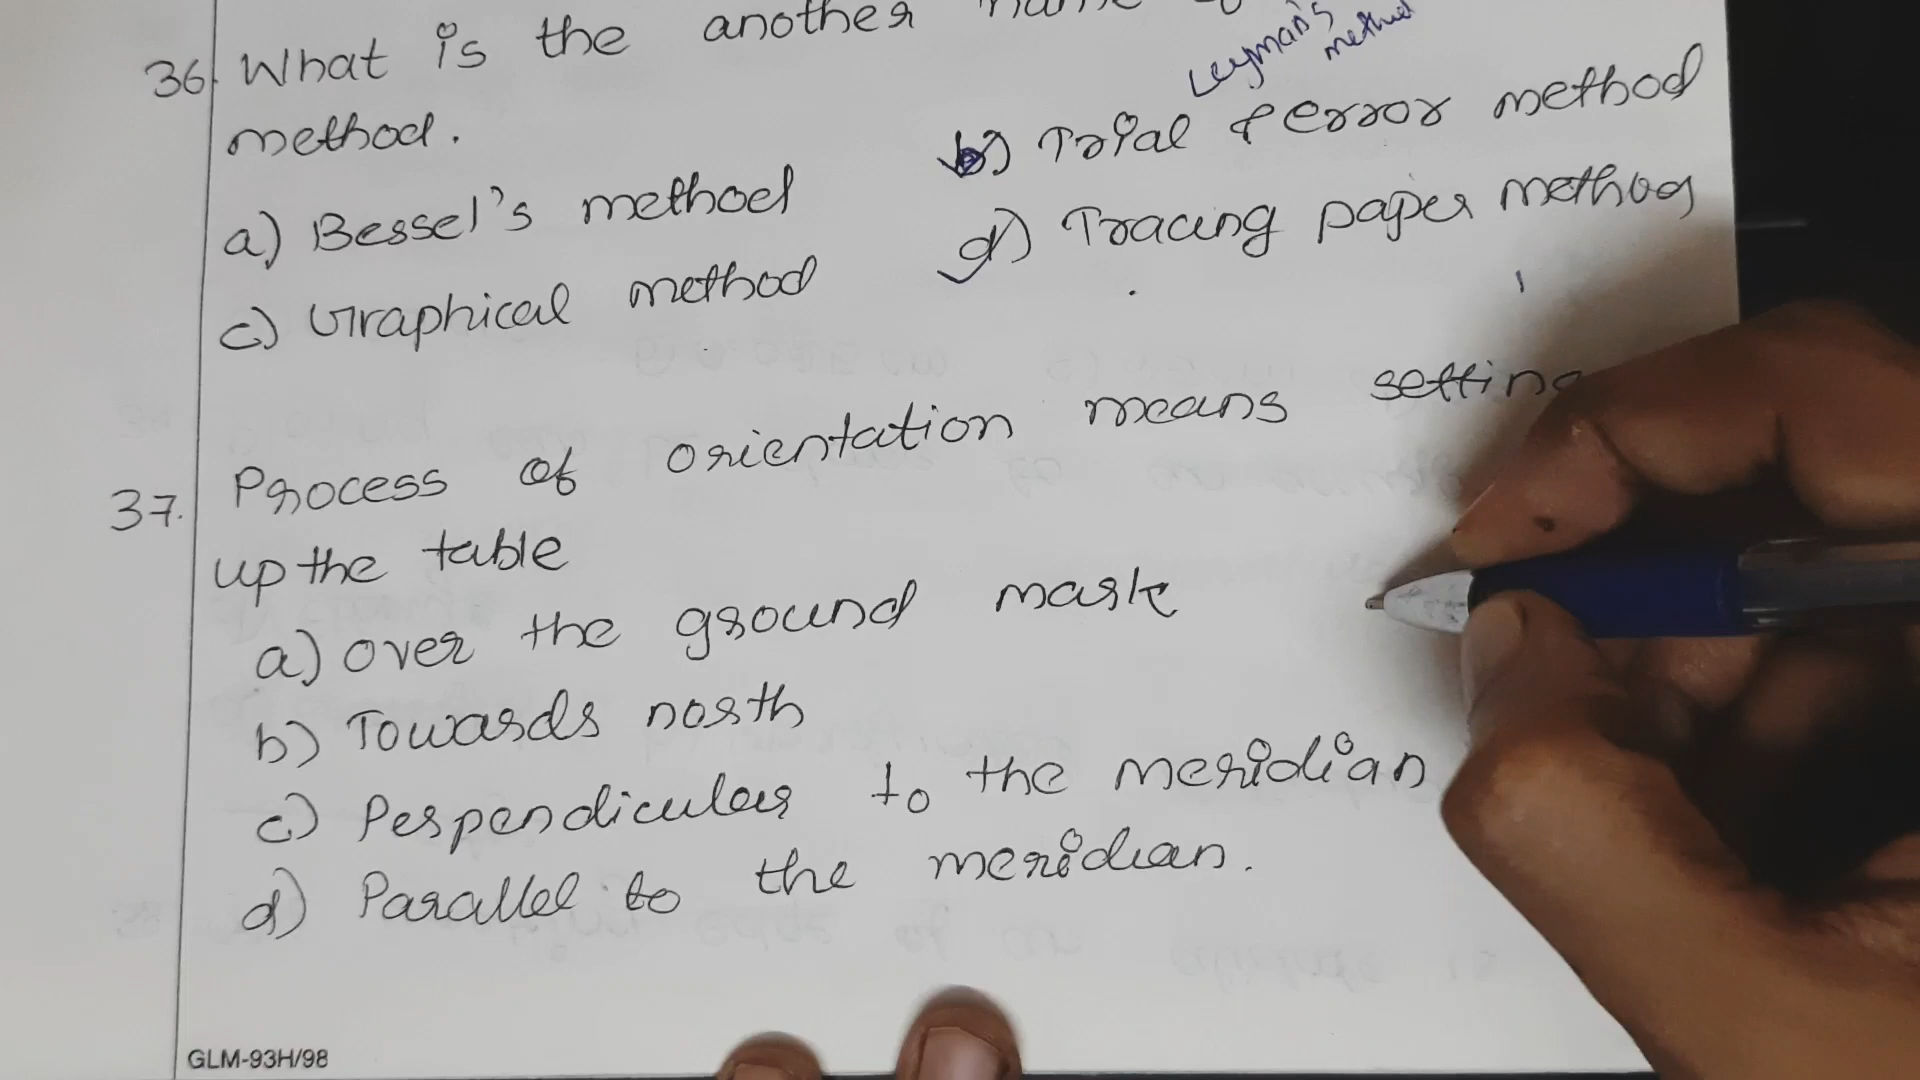 36. What is the another name
Leyman's
method
method.
a) Bessel's method
b) Trial & error method
c) Graphical method
d) Tracing paper method
37. Process of orientation means setting
up the table
a) over the ground mark
b) Towards north
c) Perpendicular to the meridian
d) Parallel to the meridian.
GLM-93H/98